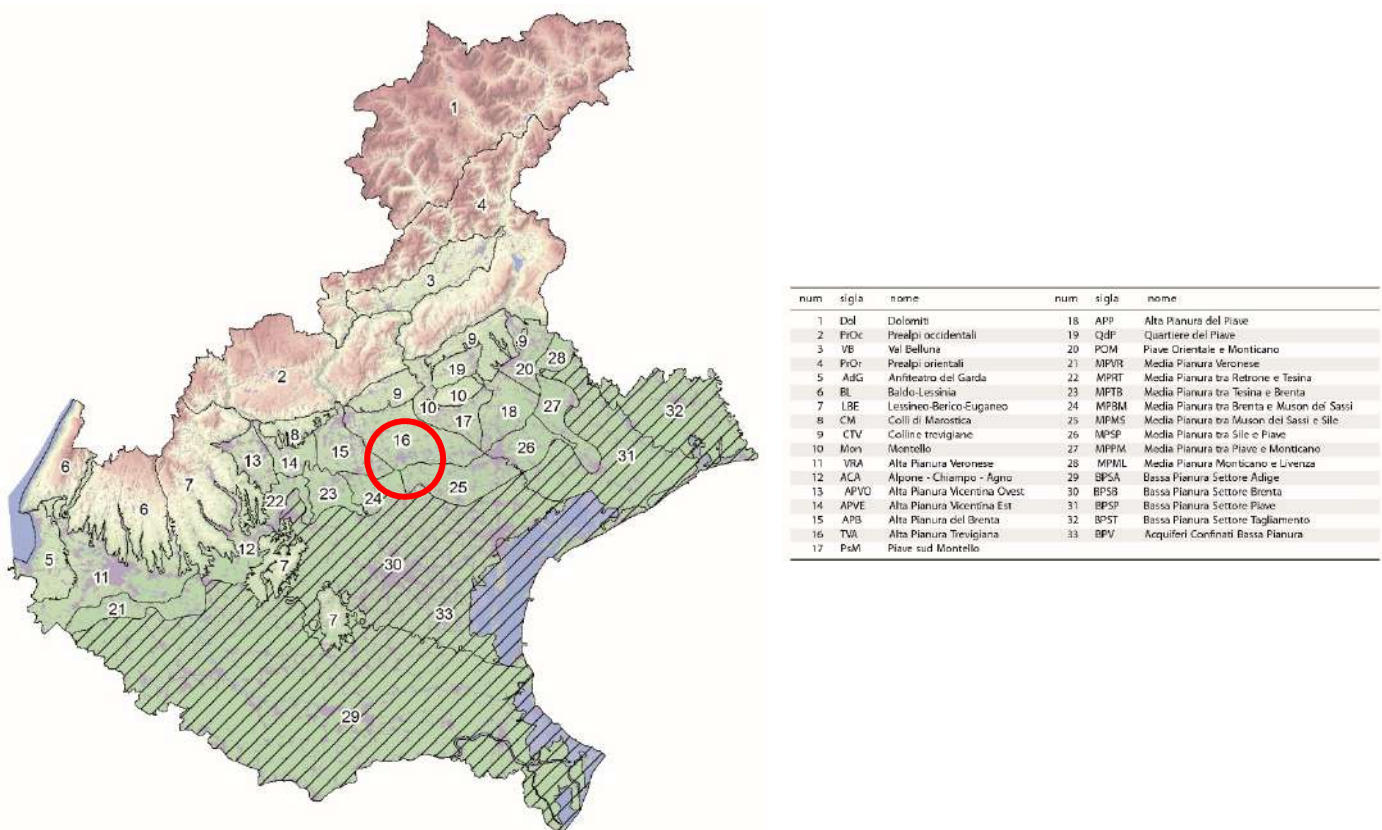 1
4
3
9
9
28
20
2
19
9
10
10
18
27
32
17
8
16
15
26
31
13
14
6
7
25
23
24
22
6
12
5
7
30
11
21
7
33
29
num sigla nome num sigla nome
1 Dol Dolomiti 18 APP Alta Pianura del Piave
2 PrOc Prealpi occidentali 19 QdP Quartiere del Piave
3 VB Val Belluna 20 POM Piave Orientale e Monticano
4 PrOr Prealpi orientali 21 MPVR Media Pianura Veronese
5 AdG Anfiteatro del Garda 22 MPRT Media Pianura tra Retrone e Tesina
6 BL Baldo-Lessinia 23 MPTB Media Pianura tra Tesina e Brenta
7 LBE Lessineo-Berico-Euganeo 24 MPBM Media Pianura tra Brenta e Muson dei Sassi
8 CM Colli di Marostica 25 MPMS Media Pianura tra Muson dei Sassi e Sile
9 CTV Colline trevigiane 26 MPSP Media Pianura tra Sile e Piave
10 Mon Montello 27 MPPM Media Pianura tra Piave e Monticano
11 VRA Alta Pianura Veronese 28 MPML Media Pianura Monticano e Livenza
12 ACA Alpone - Chiampo - Agno 29 BPSA Bassa Pianura Settore Adige
13 APVO Alta Pianura Vicentina Ovest 30 BPSB Bassa Pianura Settore Brenta
14 APVE Alta Pianura Vicentina Est 31 BPSP Bassa Pianura Settore Piave
15 APB Alta Pianura del Brenta 32 BPST Bassa Pianura Settore Tagliamento
16 TVA Alta Pianura Trevigiana 33 BPV Acquiferi Confinati Bassa Pianura
17 PsM Piave sud Montello